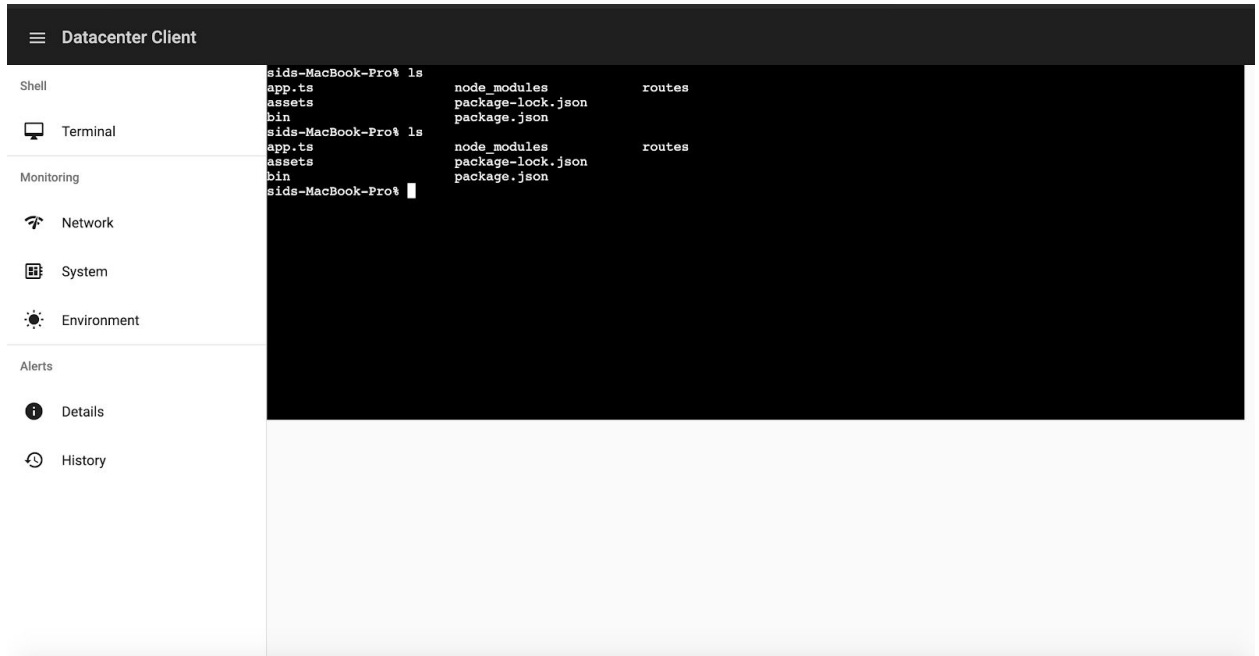 Datacenter Client
Shell
Terminal
Monitoring
Network
System
Environment
Alerts
Details
History
sids-MacBook-Pro% ls
app.ts node_modules routes
assets package-lock.json
bin package.json
sids-MacBook-Pro% ls
app.ts node_modules routes
assets package-lock.json
bin package.json
sids-MacBook-Pro%